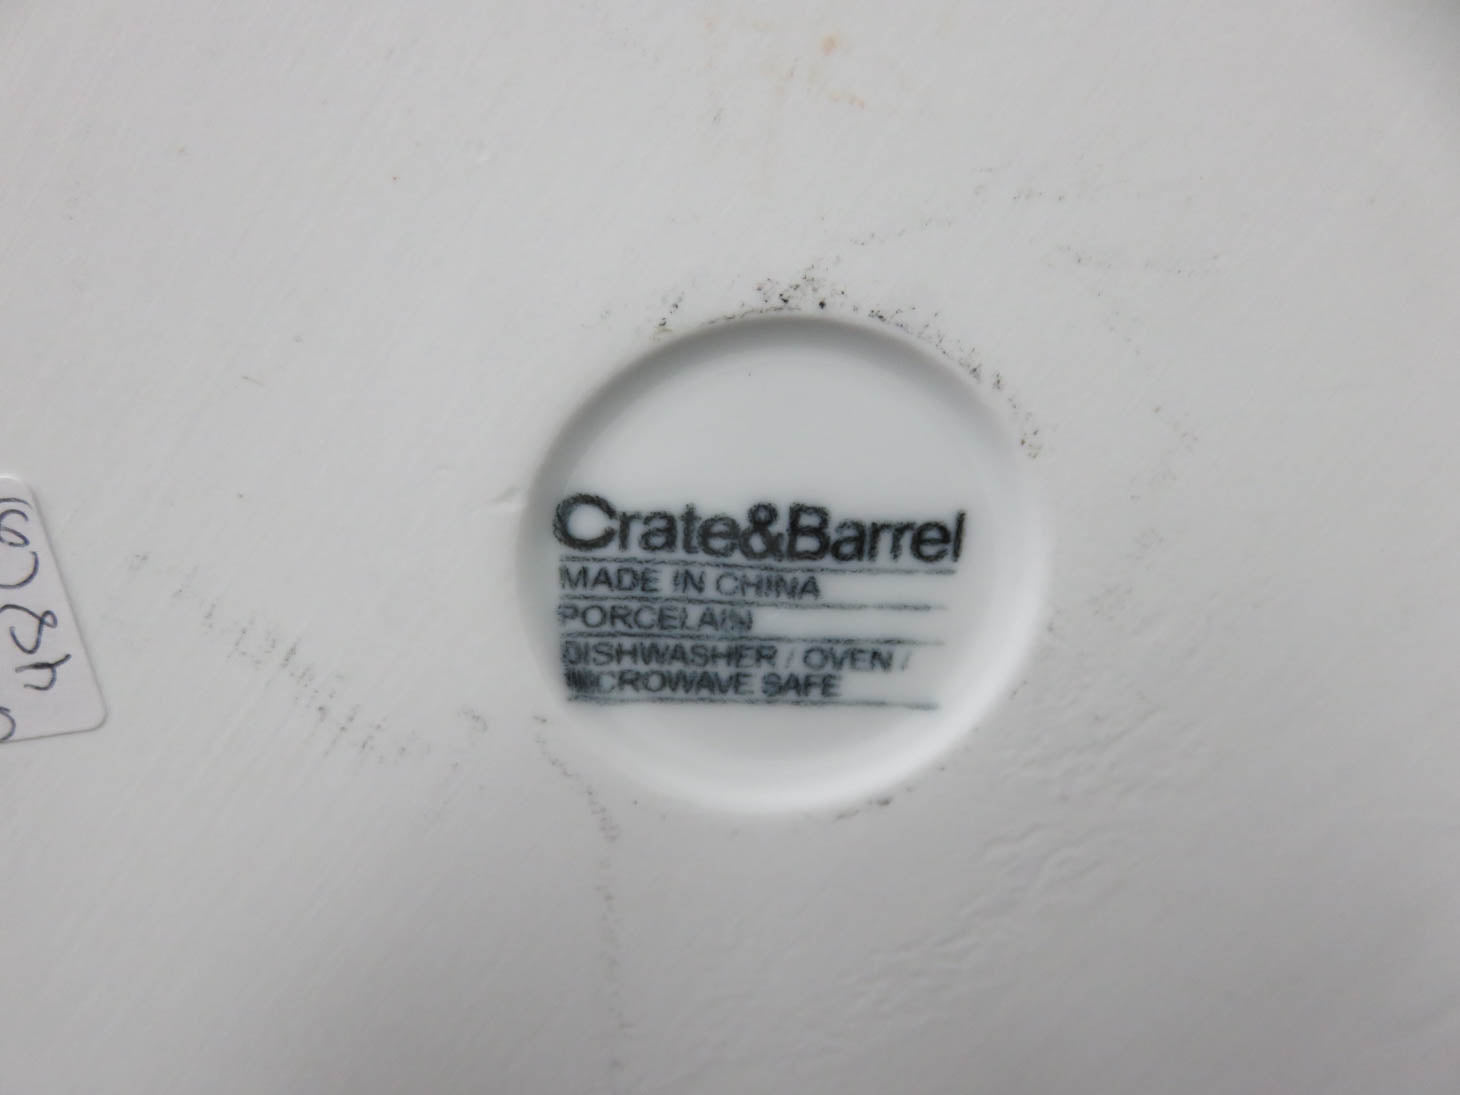 Crate&Barrel
MADE IN CHINA
PORCELAIN
DISHWASHER / OVEN /
MICROWAVE SAFE